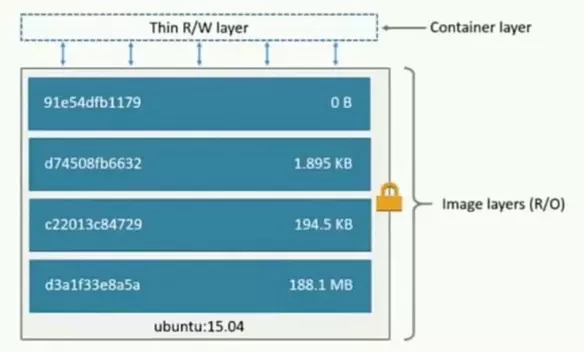 Thin R/W layer
Container layer
91e54dfb1179 0 B
d74508fb6632 1.895 KB
c22013c84729 194.5 KB
Image layers (R/O)
d3a1f33e8a5a 188.1 MB
ubuntu:15.04